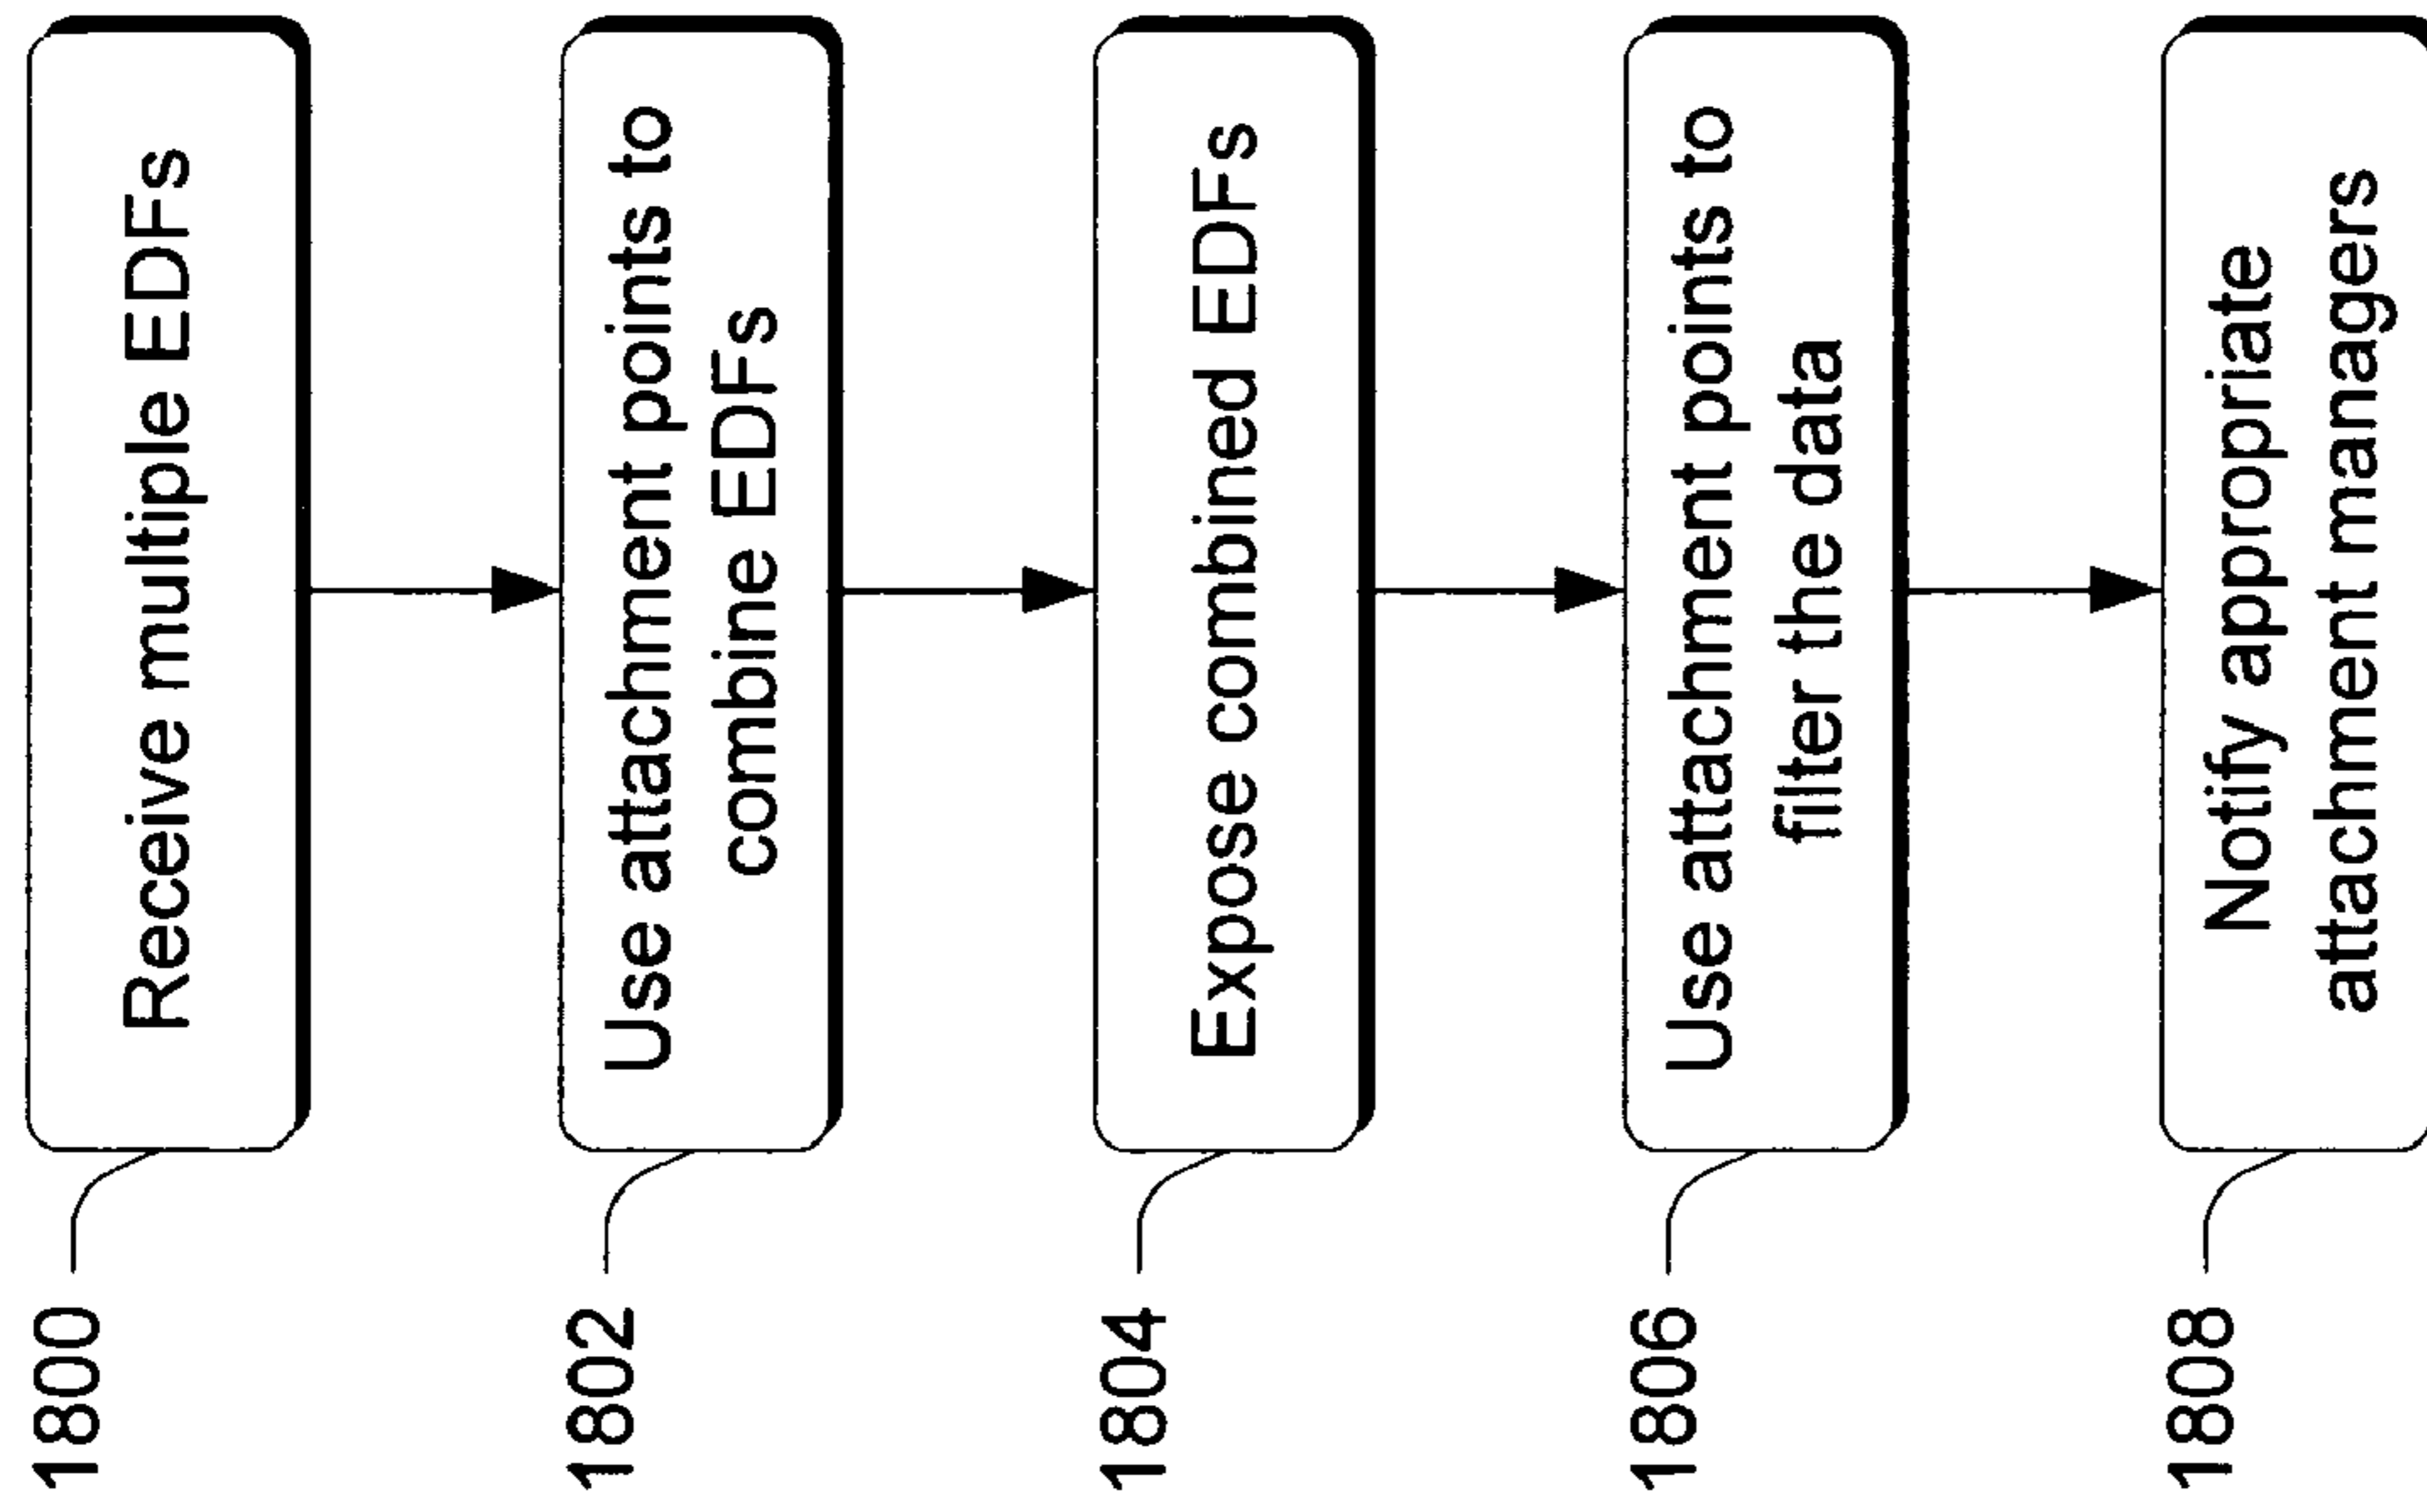 1800
Receive multiple EDFs
1802
Use attachment points to
combine EDFs
1804
Expose combined EDFs
1806
Use attachment points to
filter the data
1808
Notify appropriate
attachment managers